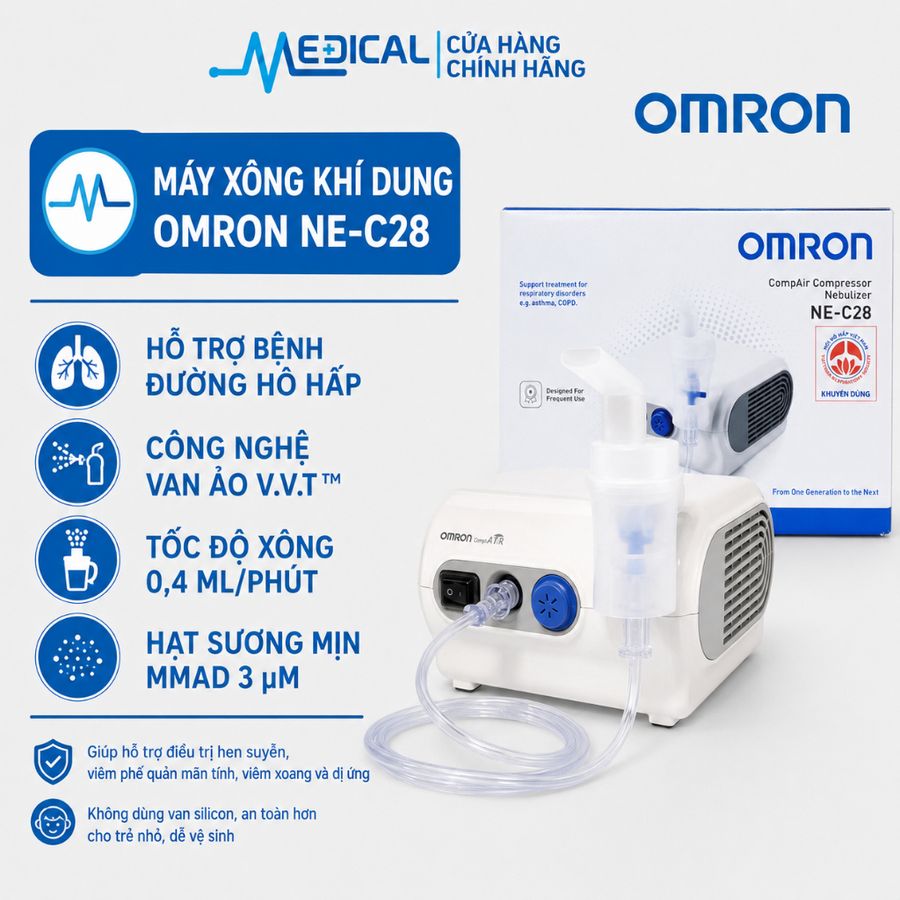 MEDICAL
CỬA HÀNG
CHÍNH HÃNG
OMRON
MÁY XÔNG KHÍ DUNG
OMRON NE-C28
HỖ TRỢ BỆNH
ĐƯỜNG HÔ HẤP
CÔNG NGHỆ
VAN ẢO V.V.T™
TỐC ĐỘ XÔNG
0,4 ML/PHÚT
HẠT SƯƠNG MỊN
MMAD 3 µM
Giúp hỗ trợ điều trị hen suyễn,
viêm phế quản mãn tính, viêm xoang và dị ứng
Không dùng van silicon, an toàn hơn
cho trẻ nhỏ, dễ vệ sinh
OMRON
CompAir Compressor
Nebulizer
NE-C28
Support treatment for
respiratory disorders
e.g. asthma, COPD.
Designed For
Frequent Use
KHUYÊN DÙNG
From One Generation to the Next
OMRON CompAIR